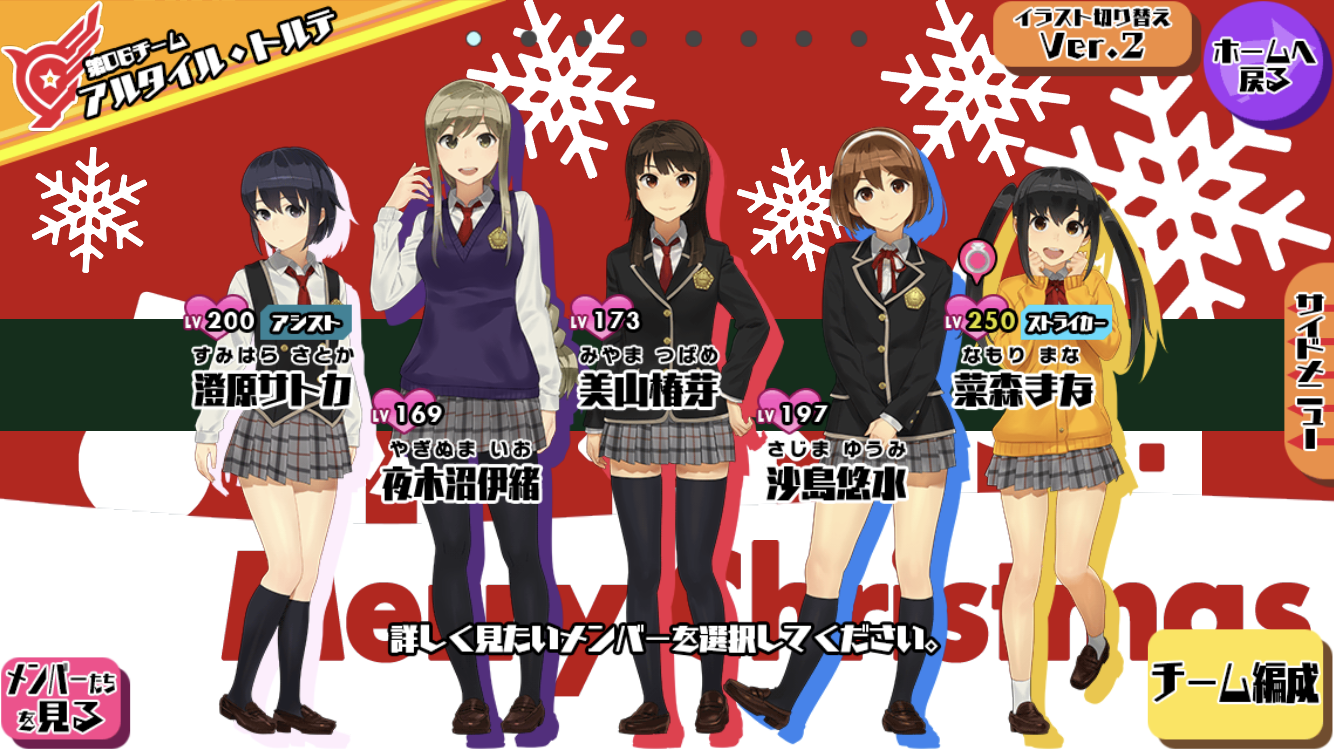 第06チーム
アルタイル・トルテ
イラスト切り替え
Ver.2
ホームへ
戻る
サイドメニュー
LV 200 アシスト
すみはら さとか
澄原サトカ
LV 169
やぎぬま いお
夜木沼伊緒
LV 173
みやま つばめ
美山椿芽
LV 197
さじま ゆうみ
沙島悠水
LV 250 ストライカー
なもり まな
菜森まな
Merry Christmas
詳しく見たいメンバーを選択してください。
メンバーたち
を見る
チーム編成